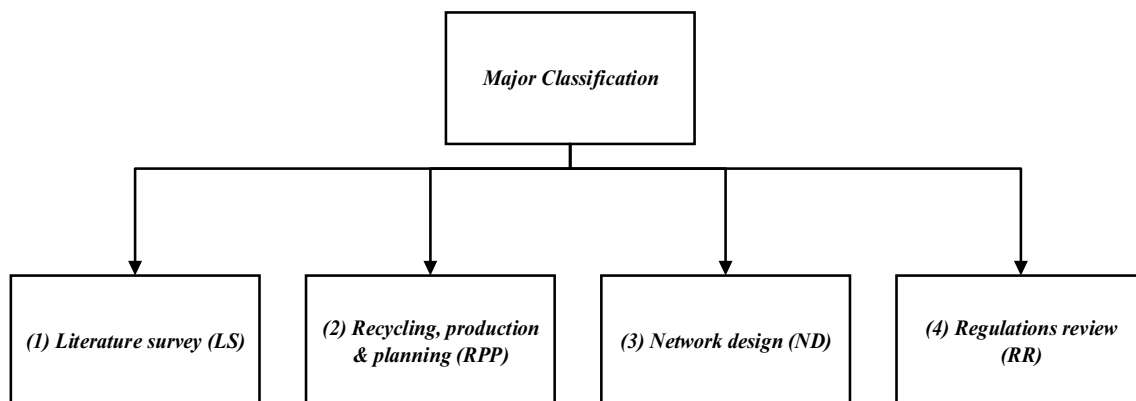 Major Classification
(1) Literature survey (LS)
(2) Recycling, production
& planning (RPP)
(3) Network design (ND)
(4) Regulations review
(RR)